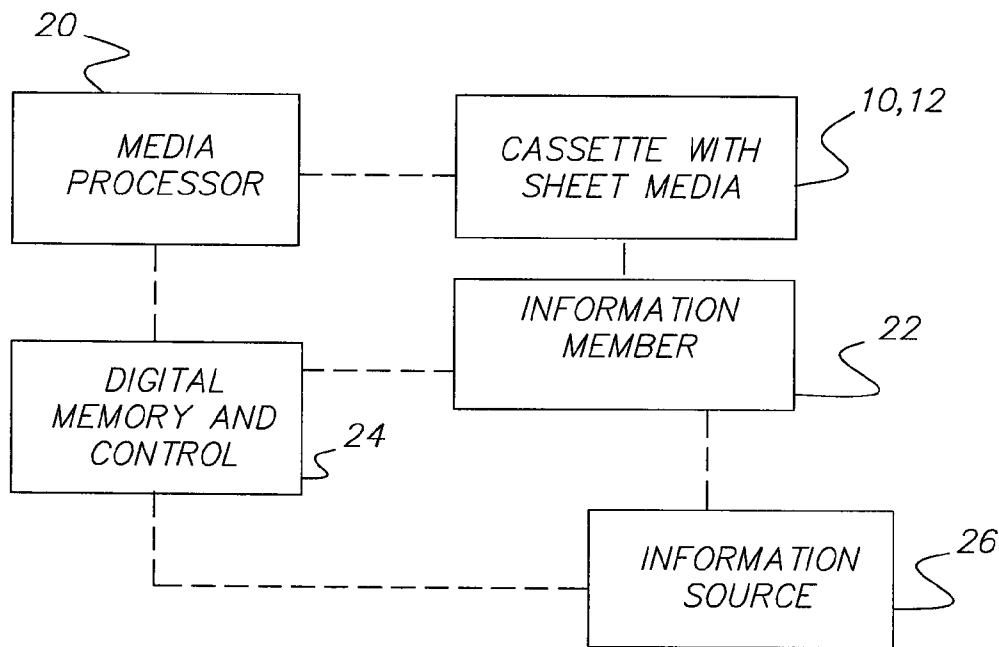 20
MEDIA
PROCESSOR
CASSETTE WITH
SHEET MEDIA
10,12
INFORMATION
MEMBER
22
DIGITAL
MEMORY AND
CONTROL
24
INFORMATION
SOURCE
26